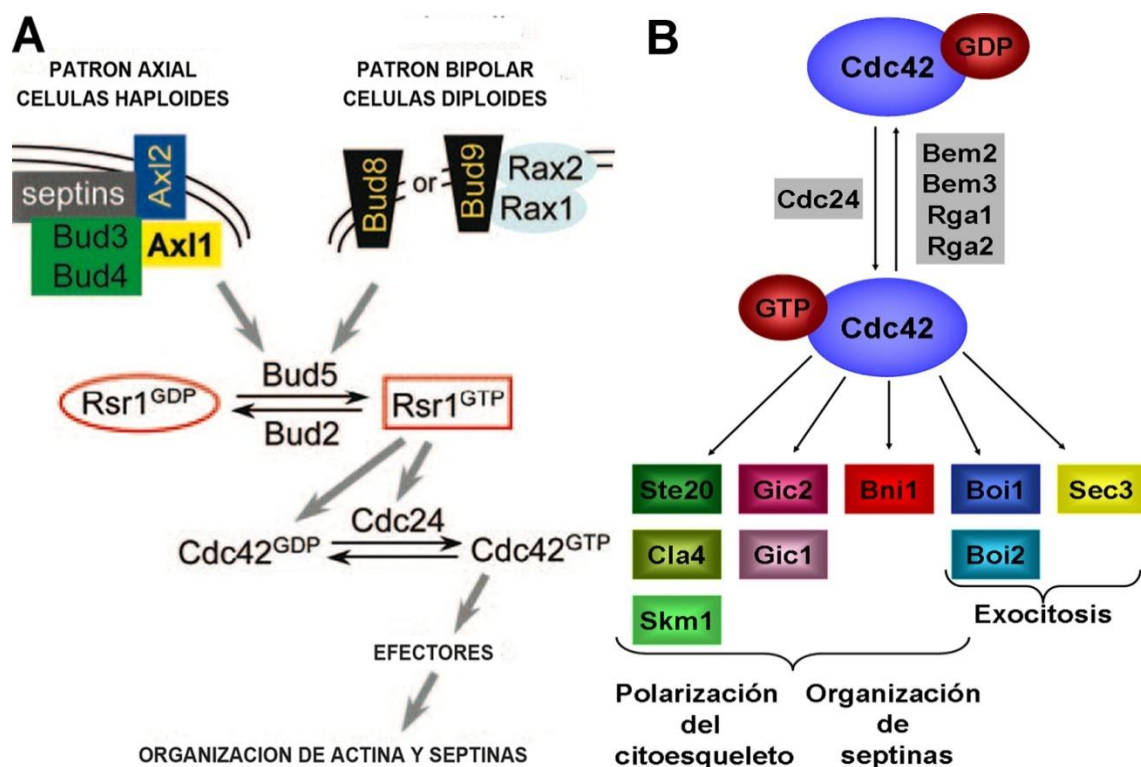 A
PATRON AXIAL
CELULAS HAPLOIDES
PATRON BIPOLAR
CELULAS DIPLOIDES
Axl2
septins
Bud3
Bud4
Axl1
Bud8
or
Bud9
Rax2
Rax1
Bud5
Rsr1GDP
Rsr1GTP
Bud2
Cdc24
Cdc42GDP
Cdc42GTP
EFECTORES
ORGANIZACION DE ACTINA Y SEPTINAS
B
Cdc42
GDP
Cdc24
Bem2
Bem3
Rga1
Rga2
GTP
Cdc42
Ste20
Gic2
Bni1
Boi1
Sec3
Cla4
Gic1
Boi2
Skm1
Exocitosis
Polarización
del
citoesqueleto
Organización
de
septinas